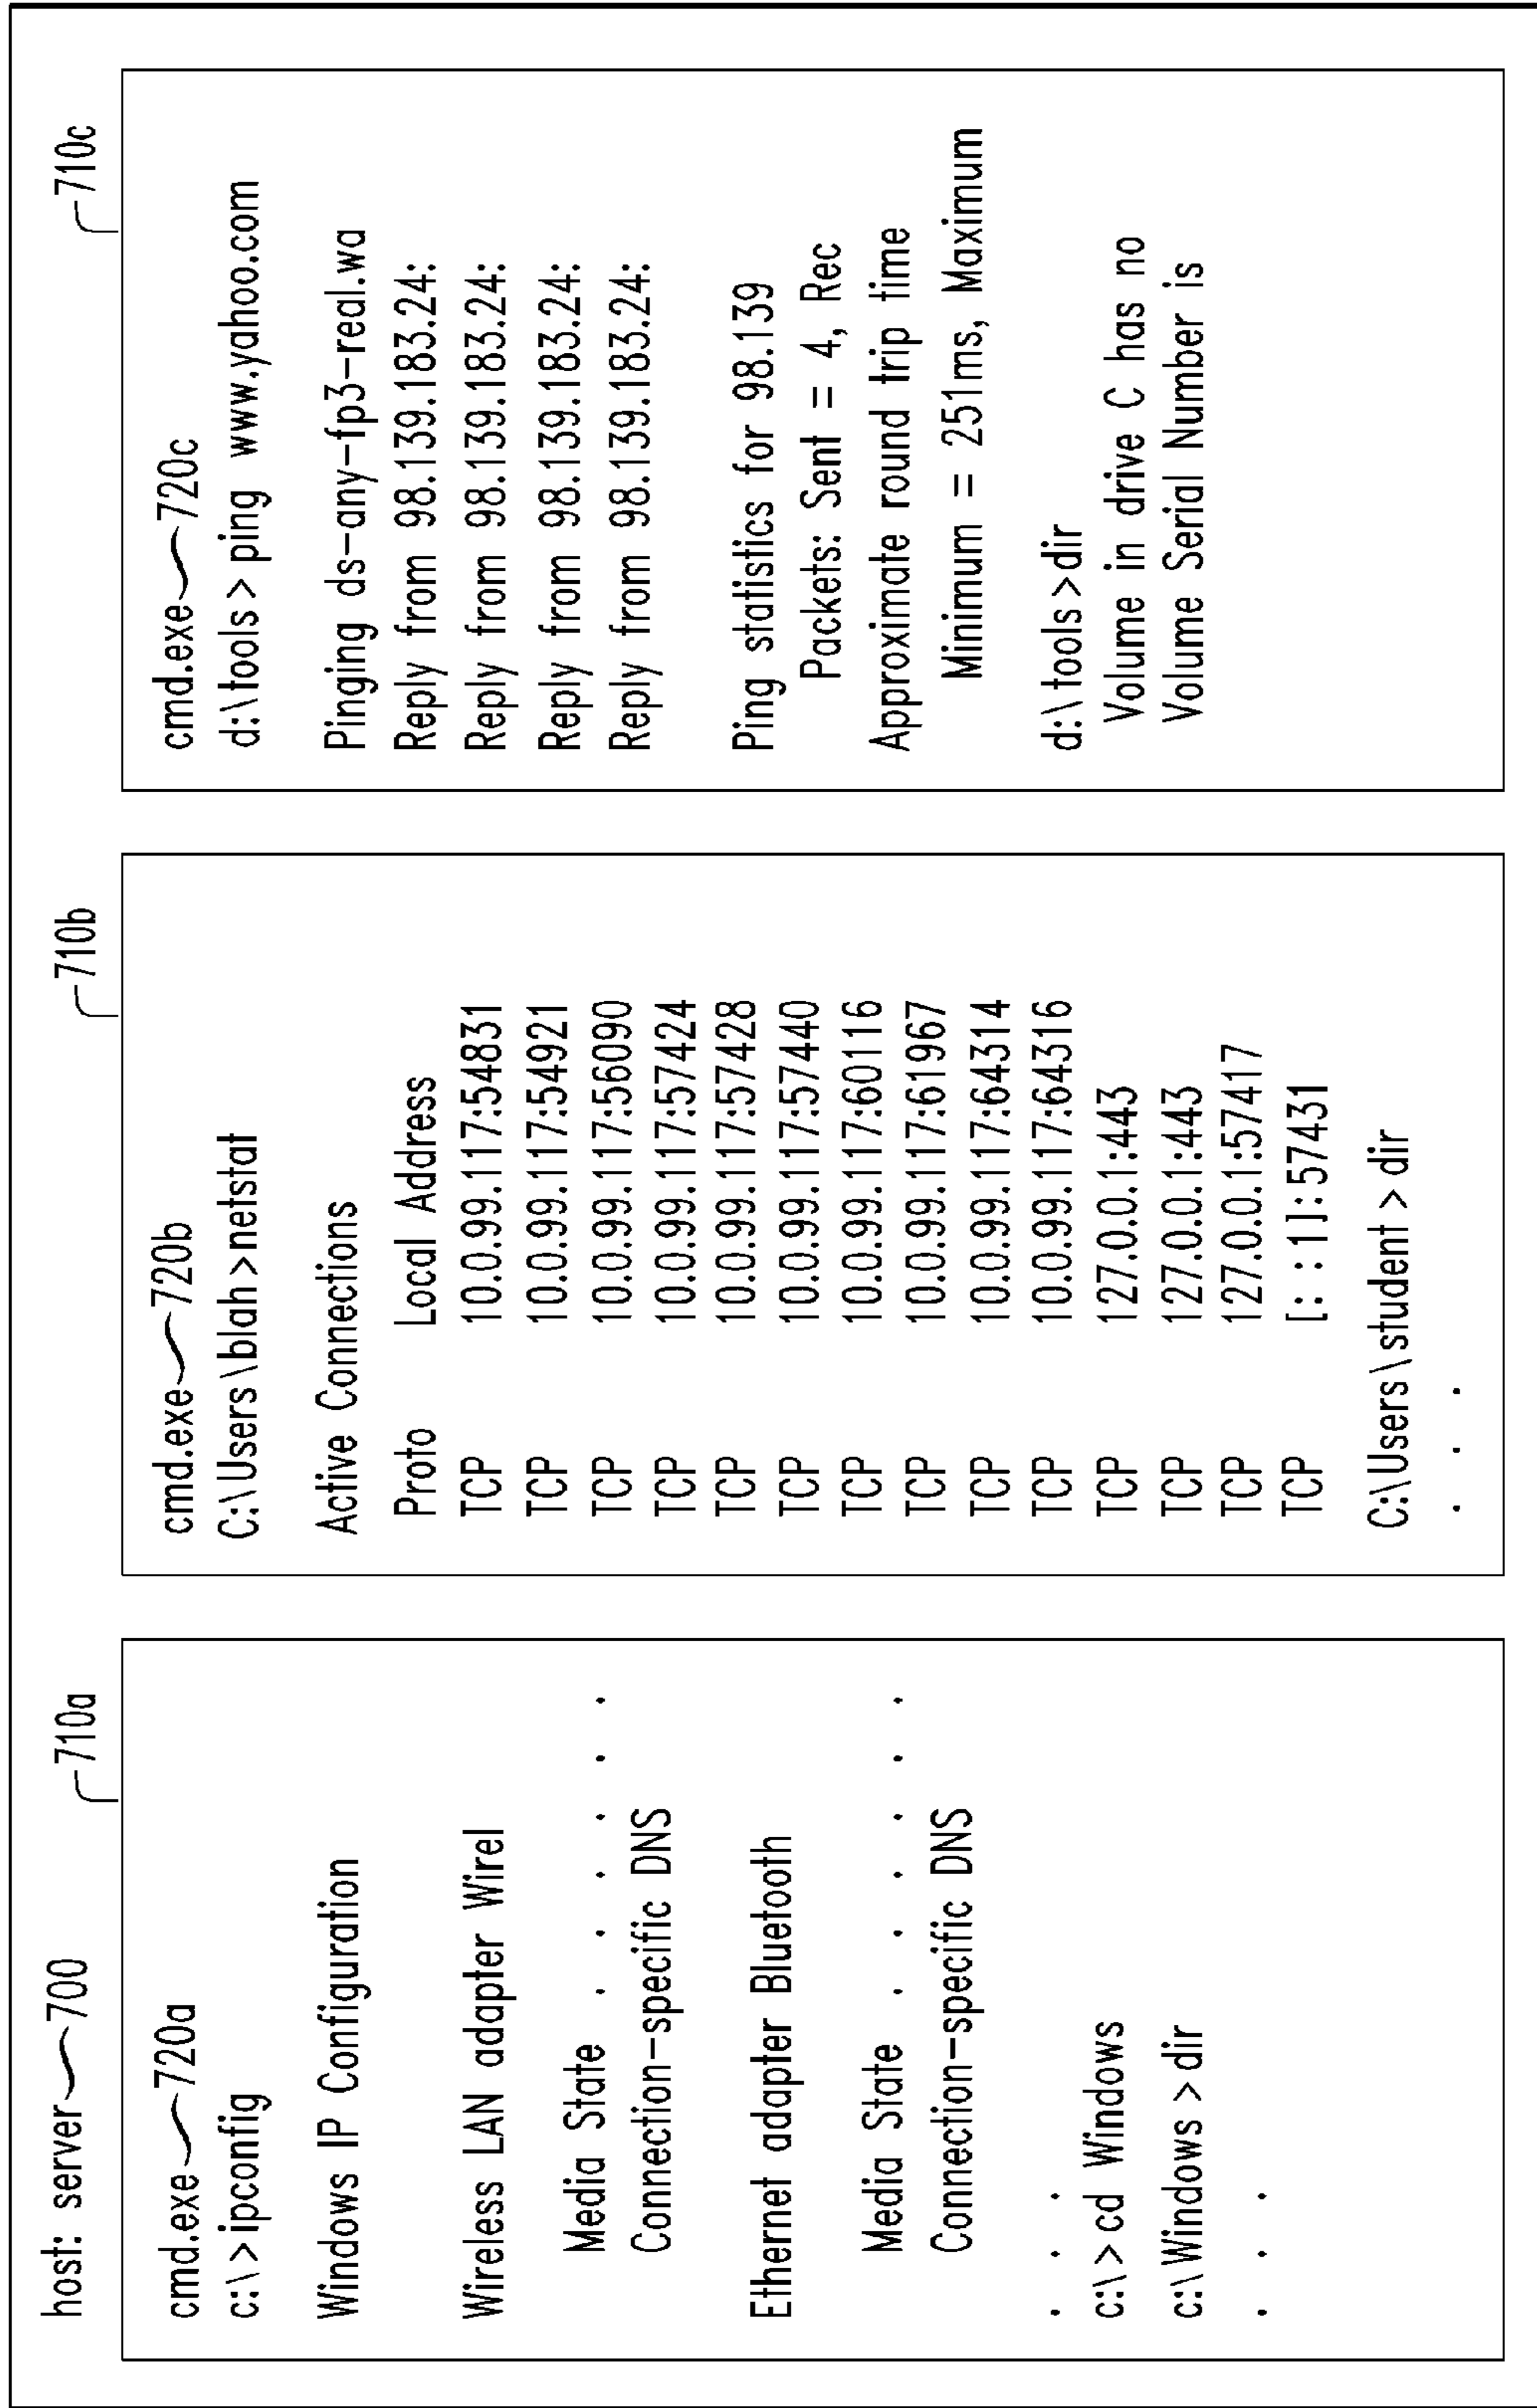 host: server 700
710a
cmd.exe 720a
c:\>ipconfig
Windows IP Configuration
Wireless LAN adapter Wirel
Media State . . . . . .
Connection-specific DNS
Ethernet adapter Bluetooth
Media State . . . . . .
Connection-specific DNS
. . .
c:\>cd Windows
c:\Windows>dir
. . .
710b
cmd.exe 720b
C:\Users\blah>netstat
Active Connections
Proto Local Address
TCP 10.0.99.117:54831
TCP 10.0.99.117:54921
TCP 10.0.99.117:56090
TCP 10.0.99.117:57424
TCP 10.0.99.117:57428
TCP 10.0.99.117:57440
TCP 10.0.99.117:60116
TCP 10.0.99.117:61967
TCP 10.0.99.117:64314
TCP 10.0.99.117:64316
TCP 127.0.0.1:443
TCP 127.0.0.1:443
TCP 127.0.0.1:57417
TCP [::1]:57431
C:\Users\student>dir
. . .
710c
cmd.exe 720c
d:\tools>ping www.yahoo.com
Pinging ds-any-fp3-real.wa
Reply from 98.139.183.24:
Reply from 98.139.183.24:
Reply from 98.139.183.24:
Reply from 98.139.183.24:
Ping statistics for 98.139
Packets: Sent = 4, Rec
Approximate round trip time
Minimum = 251ms, Maximum
d:\tools>dir
Volume in drive C has no
Volume Serial Number is